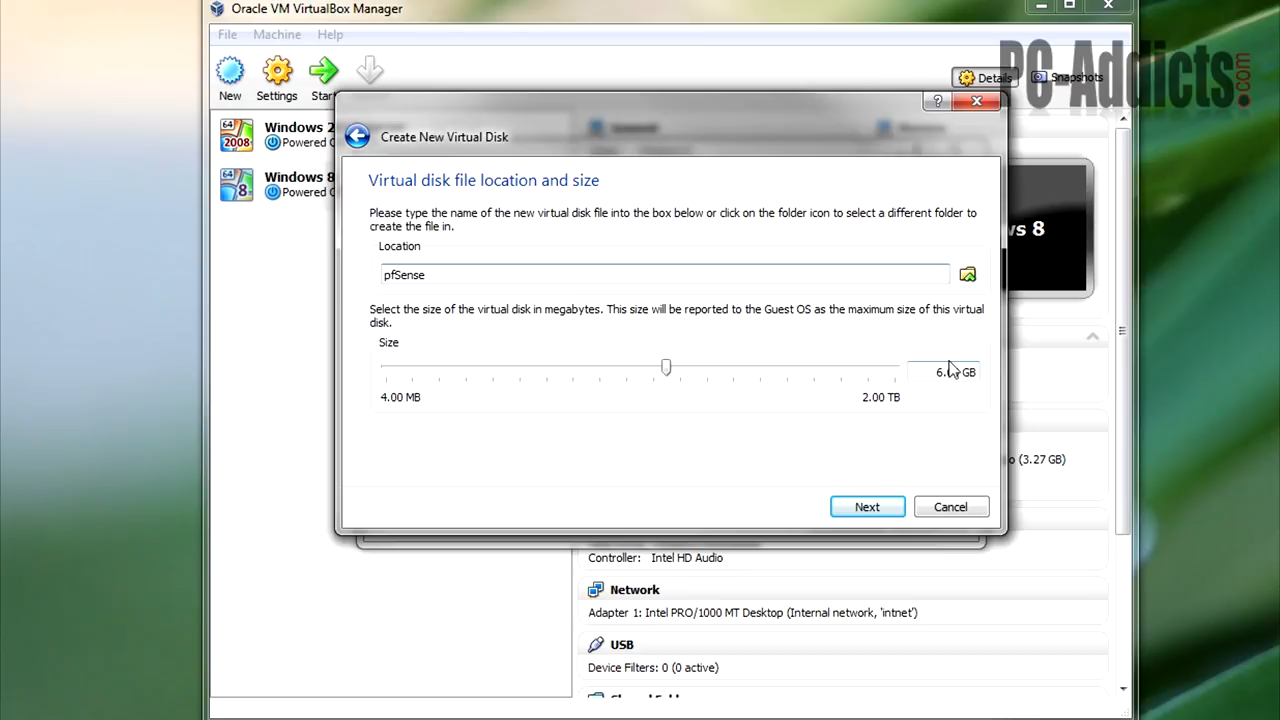 Oracle VM VirtualBox Manager
File Machine Help
New Settings Start
Details Snapshots
PC-Addicts.com
64 2008 Windows 2
Powered O
64 8 Windows 8
Powered O
Create New Virtual Disk
Virtual disk file location and size
Please type the name of the new virtual disk file into the box below or click on the folder icon to select a different folder to
create the file in.
Location
pfSense
Select the size of the virtual disk in megabytes. This size will be reported to the Guest OS as the maximum size of this virtual
disk.
Size
GB
4.00 MB 2.00 TB
Next Cancel
ws 8
o (3.27 GB)
Controller: Intel HD Audio
Network
Adapter 1: Intel PRO/1000 MT Desktop (Internal network, 'intnet')
USB
Device Filters: 0 (0 active)